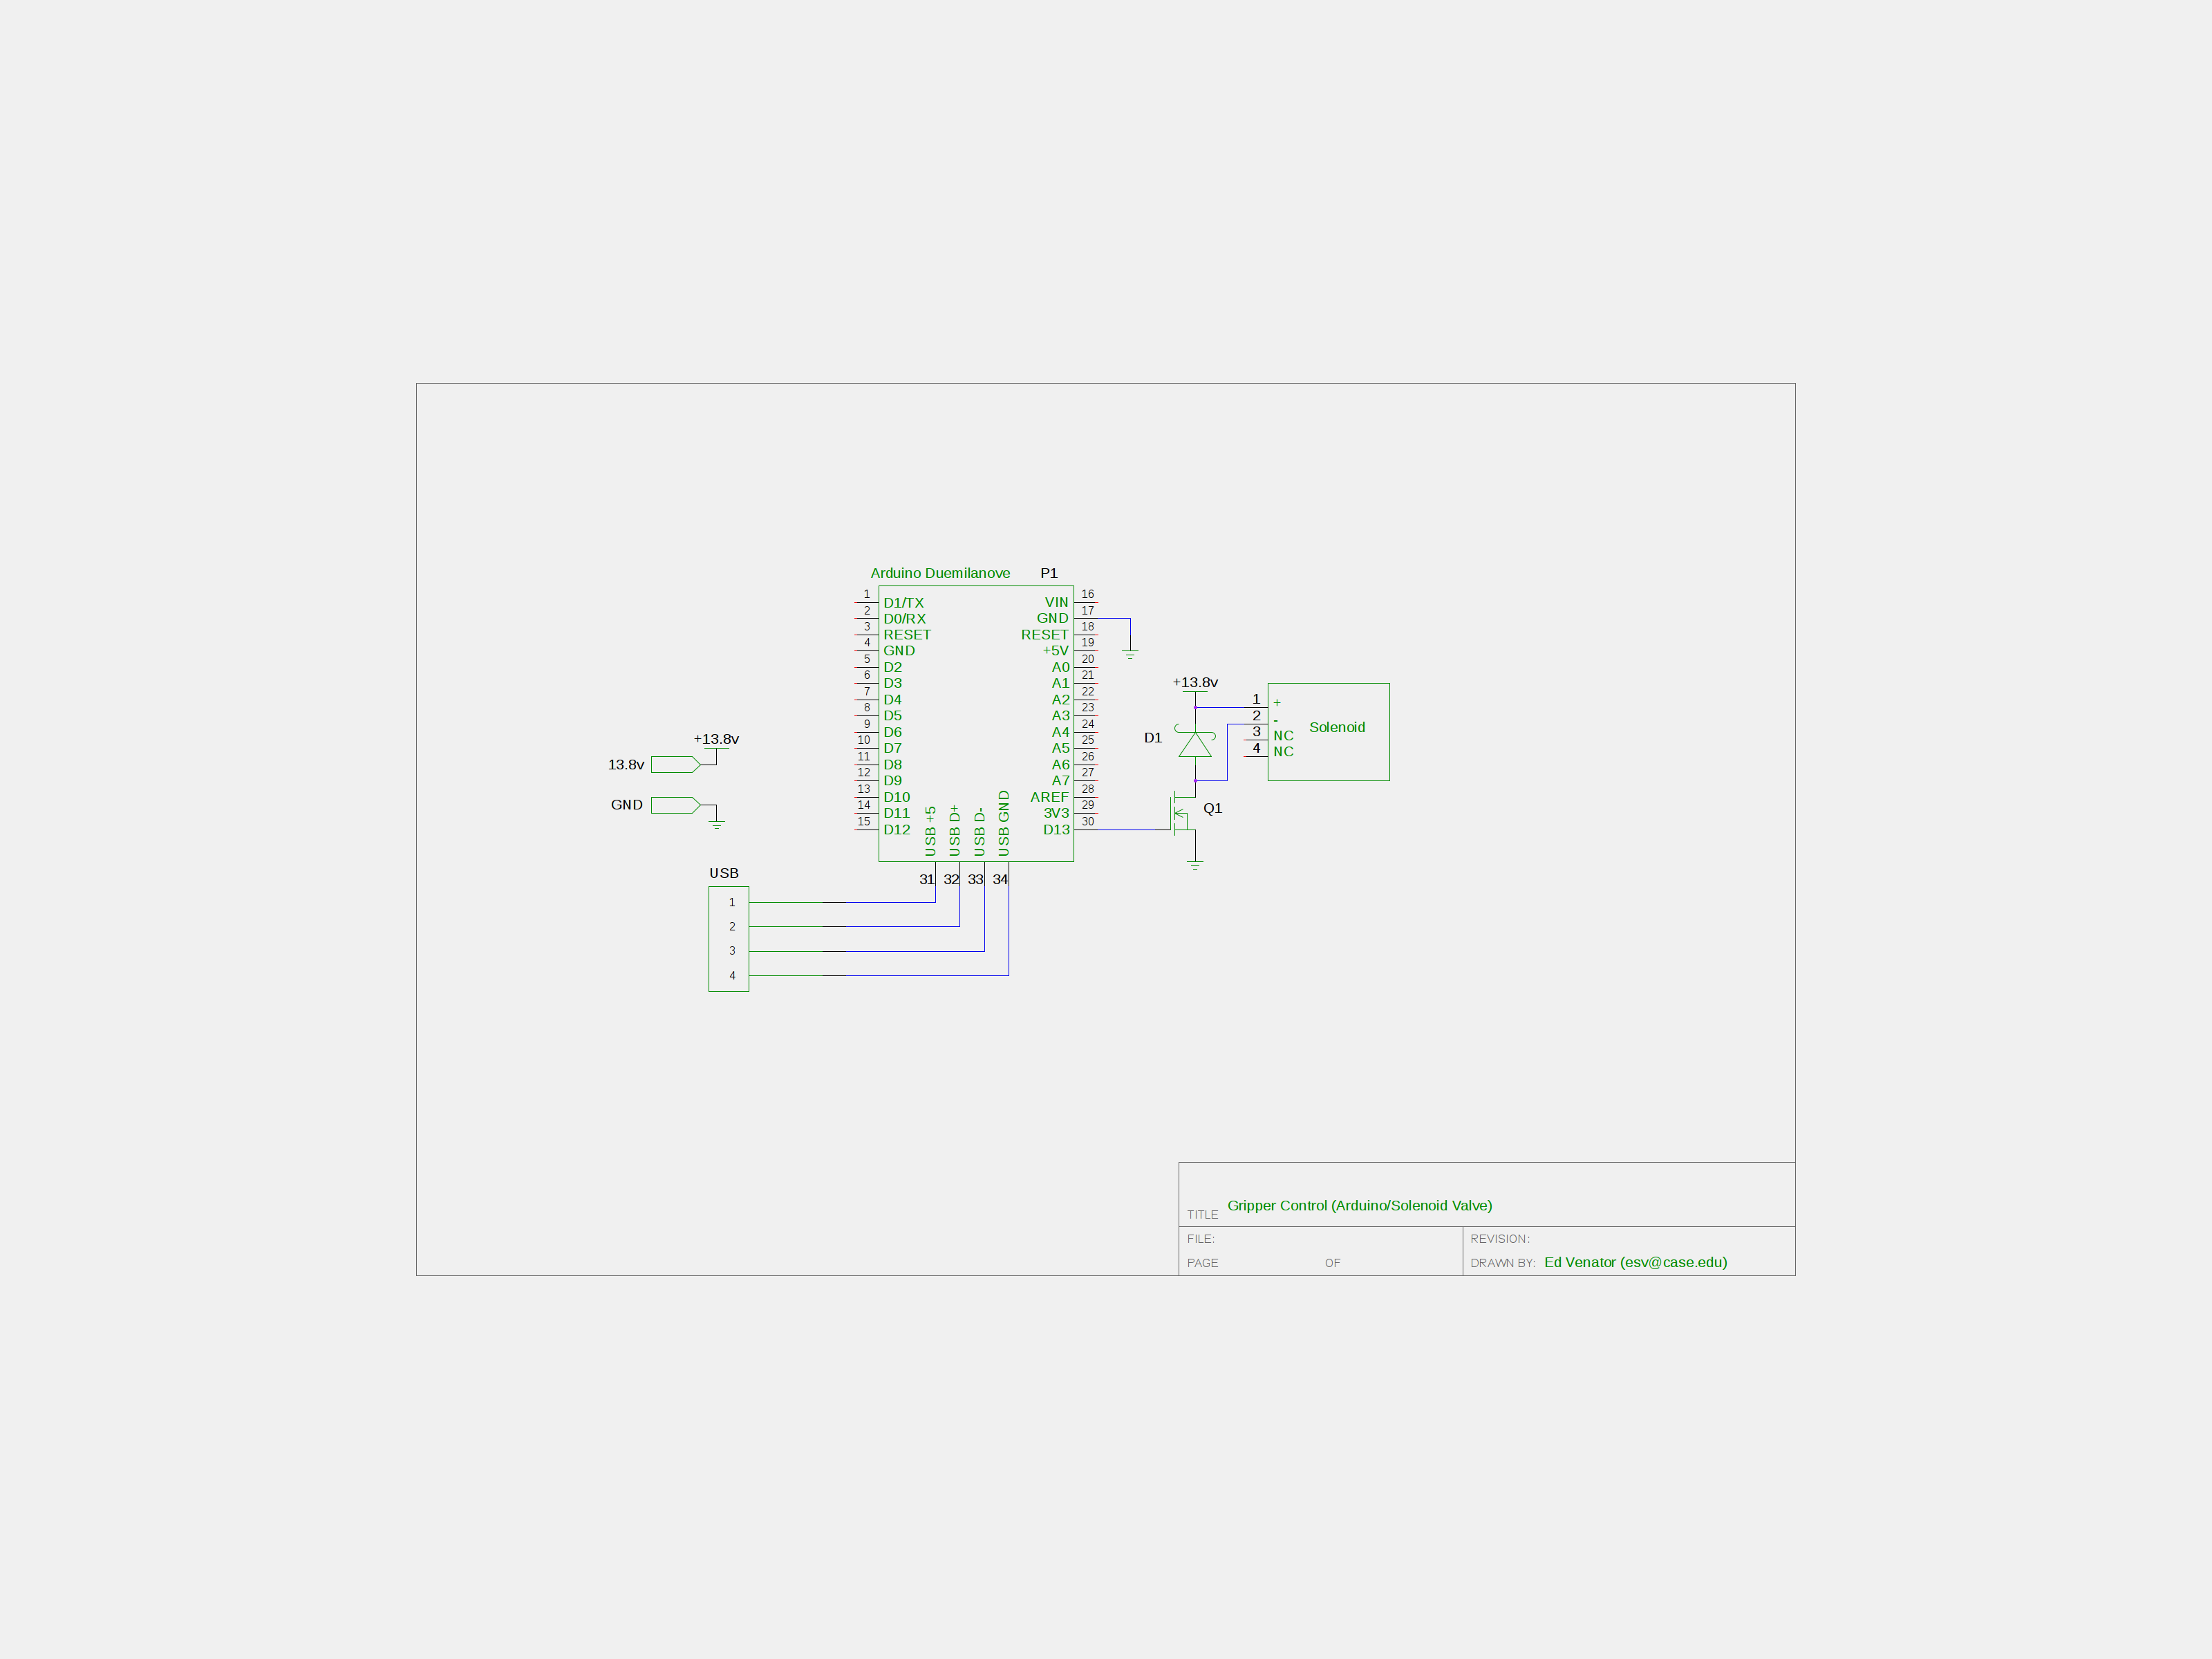 Arduino Duemilanove P1
1 D1/TX
2 D0/RX
3 RESET
4 GND
5 D2
6 D3
7 D4
8 D5
9 D6
10 D7
11 D8
12 D9
13 D10
14 D11
15 D12
VIN 16
GND 17
RESET 18
+5V 19
A0 20
A1 21
A2 22
A3 23
A4 24
A5 25
A6 26
A7 27
AREF 28
3V3 29
D13 30
USB +5
USB D+
USB D-
USB GND
31 32 33 34
+13.8v
13.8v
GND
USB
1
2
3
4
+13.8v
D1
Q1
1 +
2 -
3 NC
4 NC
Solenoid
TITLE Gripper Control (Arduino/Solenoid Valve)
FILE:
REVISION:
PAGE OF
DRAWN BY: Ed Venator (esv@case.edu)